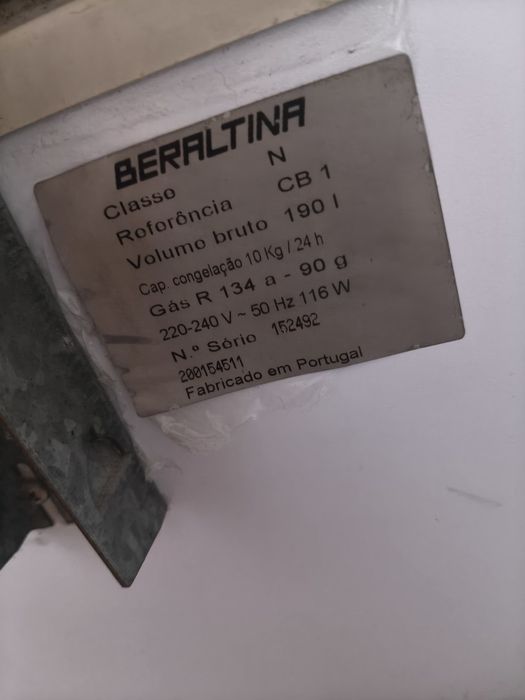 BERALTINA
Classe N
Referência CB 1
Volume bruto 190 l
Cap. congelação 10 Kg / 24 h
Gás R 134 a - 90 g
220-240 V ~ 50 Hz 116 W
N.º Série 152492
200154511
Fabricado em Portugal